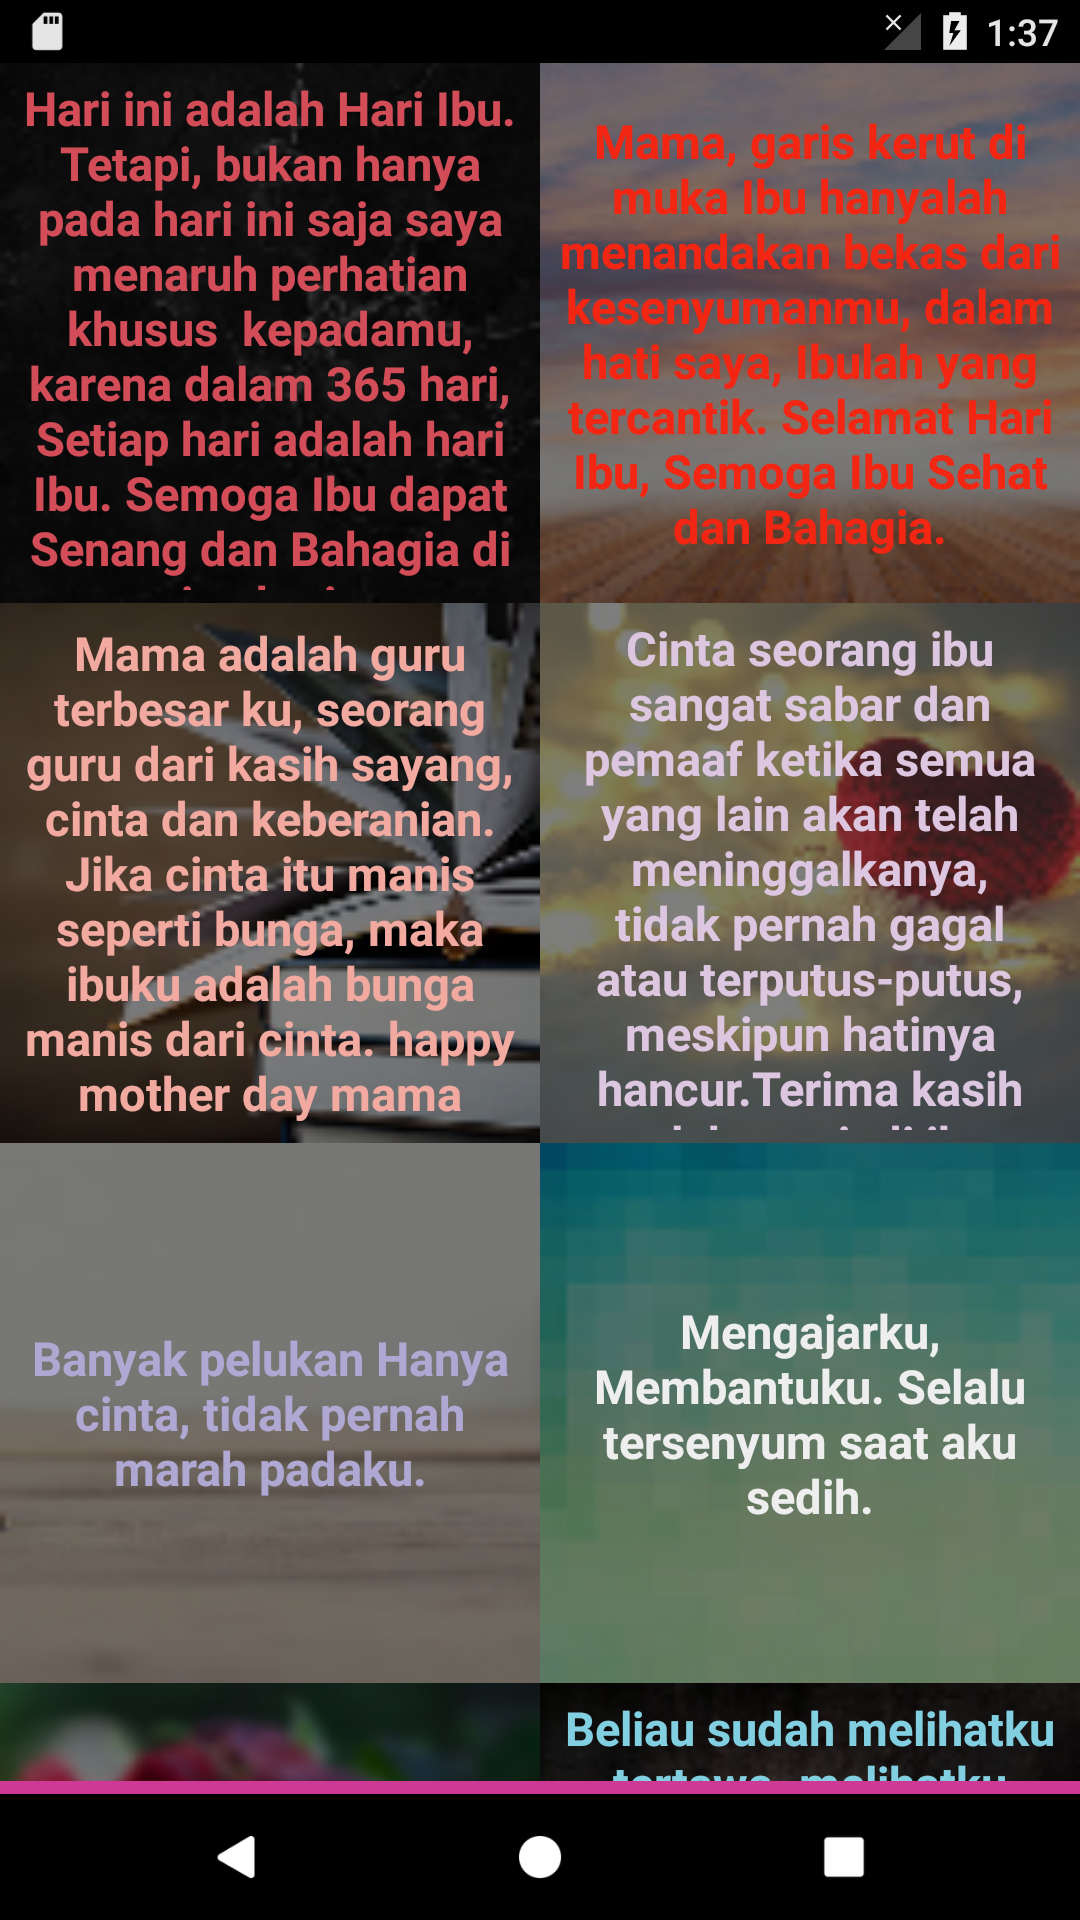 1:37
Hari ini adalah Hari Ibu.
Tetapi, bukan hanya
pada hari ini saja saya
menaruh perhatian
khusus  kepadamu,
karena dalam 365 hari,
Setiap hari adalah hari
Ibu. Semoga Ibu dapat
Senang dan Bahagia di
Mama, garis kerut di
muka Ibu hanyalah
menandakan bekas dari
kesenyumanmu, dalam
hati saya, Ibulah yang
tercantik. Selamat Hari
Ibu, Semoga Ibu Sehat
dan Bahagia.
Mama adalah guru
terbesar ku, seorang
guru dari kasih sayang,
cinta dan keberanian.
Jika cinta itu manis
seperti bunga, maka
ibuku adalah bunga
manis dari cinta. happy
mother day mama
Cinta seorang ibu
sangat sabar dan
pemaaf ketika semua
yang lain akan telah
meninggalkanya,
tidak pernah gagal
atau terputus-putus,
meskipun hatinya
hancur.Terima kasih
Banyak pelukan Hanya
cinta, tidak pernah
marah padaku.
Mengajarku,
Membantuku. Selalu
tersenyum saat aku
sedih.
Beliau sudah melihatku
tertawa, melihatku